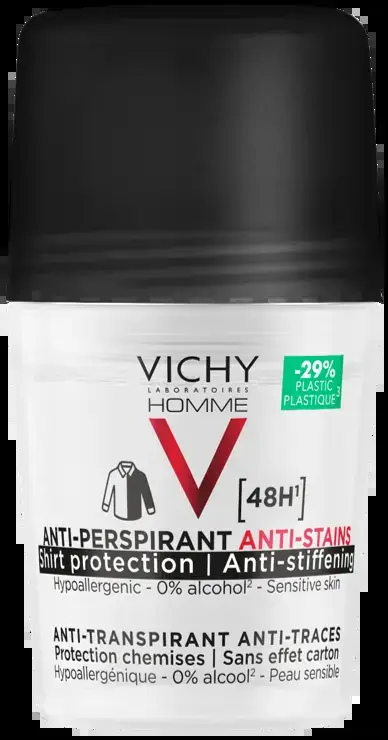 VICHY
LABORATOIRES
HOMME
-29%
PLASTIC
PLASTIQUE³
V
[48H¹]
ANTI-PERSPIRANT ANTI-STAINS
Shirt protection | Anti-stiffening
Hypoallergenic - 0% alcohol² - Sensitive skin
ANTI-TRANSPIRANT ANTI-TRACES
Protection chemises | Sans effet carton
Hypoallergénique - 0% alcool² - Peau sensible